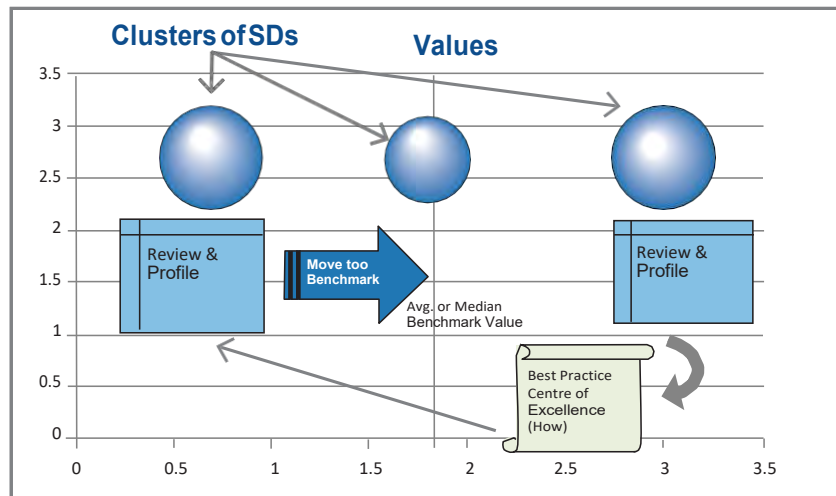 Clusters of SDs
Values
3.5
3
2.5
2
1.5
1
0.5
0
Review &
Profile
Move too
Benchmark
Avg. or Median
Benchmark Value
Review &
Profile
Best Practice
Centre of
Excellence
(How)
0
0.5
1
1.5
2
2.5
3
3.5